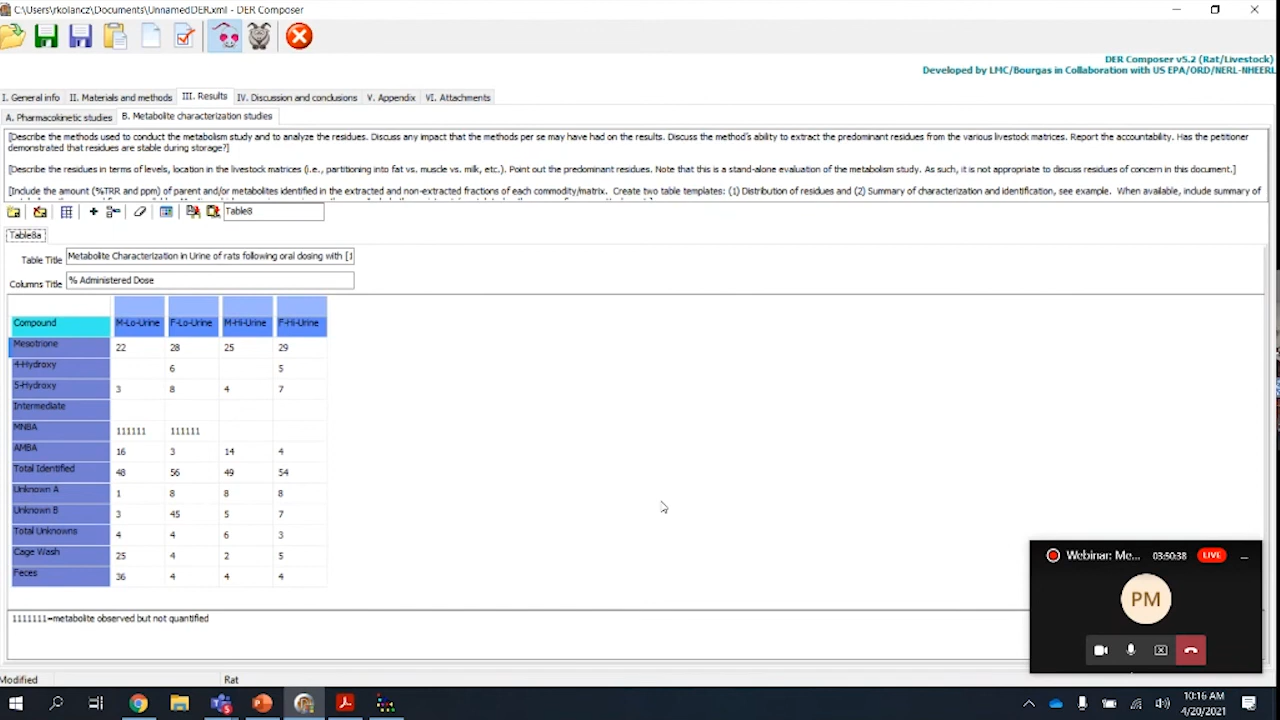 C:\Users\rkolancz\Documents\UnnamedDER.xml - DER Composer
DER Composer v5.2 (Rat/Livestock)
Developed by LMC/Bourgas in Collaboration with US EPA/ORD/NERL-NHEERL
I. General info II. Materials and methods III. Results IV. Discussion and conclusions V. Appendix VI. Attachments
A. Pharmacokinetic studies B. Metabolite characterization studies
[Describe the methods used to conduct the metabolism study and to analyze the residues. Discuss any impact that the methods per se may have had on the results. Discuss the method's ability to extract the predominant residues from the various livestock matrices. Report the accountability. Has the petitioner
demonstrated that residues are stable during storage?]
[Describe the residues in terms of levels, location in the livestock matrices (i.e., partitioning into fat vs. muscle vs. milk, etc.). Point out the predominant residues. Note that this is a stand-alone evaluation of the metabolism study. As such, it is not appropriate to discuss residues of concern in this document.]
[Include the amount (%TRR and ppm) of parent and/or metabolites identified in the extracted and non-extracted fractions of each commodity/matrix. Create two table templates: (1) Distribution of residues and (2) Summary of characterization and identification, see example. When available, include summary of
Table8
Table8a
Table Title Metabolite Characterization in Urine of rats following oral dosing with [1
Columns Title % Administered Dose
Compound M-Lo-Urine F-Lo-Urine M-Hi-Urine F-Hi-Urine
Mesotrione 22 28 25 29
4-Hydroxy 6 5
5-Hydroxy 3 8 4 7
Intermediate
MNBA 111111 111111
AMBA 16 3 14 4
Total Identified 48 56 49 54
Unknown A 1 8 8 8
Unknown B 3 45 5 7
Total Unknowns 4 4 6 3
Cage Wash 25 4 2 5
Feces 36 4 4 4
1111111=metabolite observed but not quantified
Webinar: Me... 03:50:38 LIVE
PM
Modified Rat
10:16 AM
4/20/2021